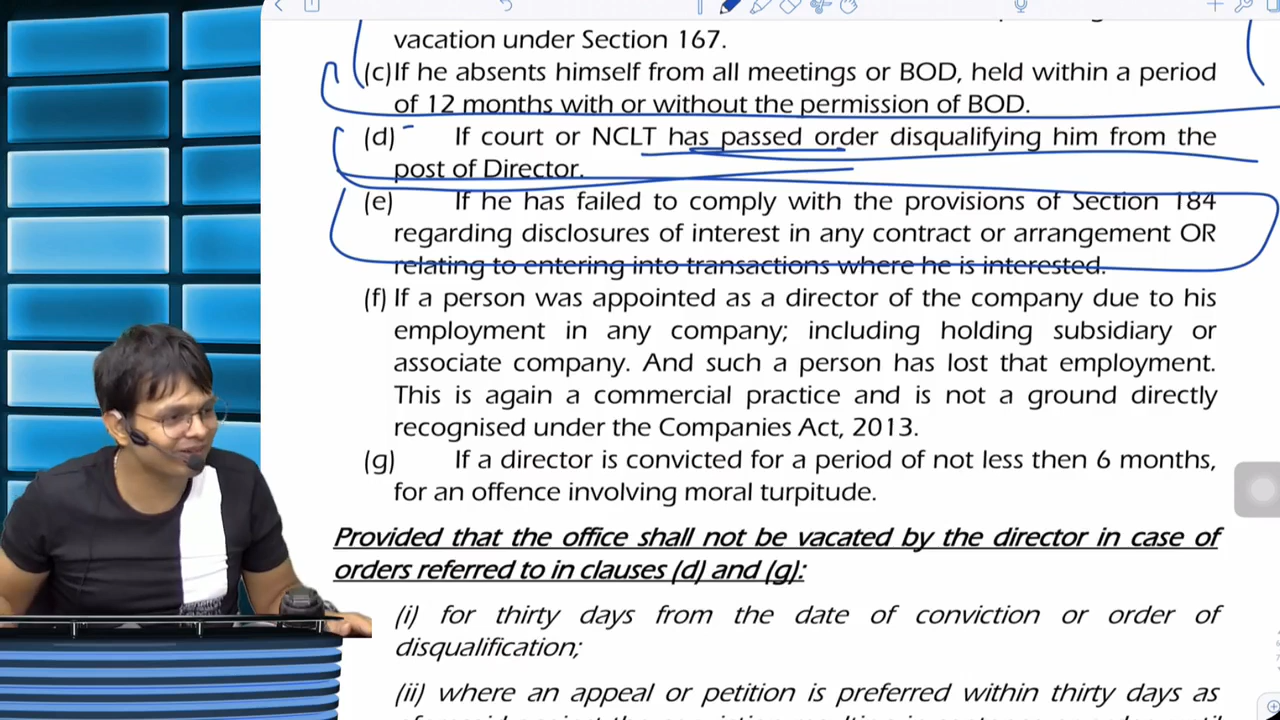 vacation under Section 167.
(c) If he absents himself from all meetings or BOD, held within a period
of 12 months with or without the permission of BOD.
(d) If court or NCLT has passed order disqualifying him from the
post of Director.
(e) If he has failed to comply with the provisions of Section 184
regarding disclosures of interest in any contract or arrangement OR
relating to entering into transactions where he is interested.
(f) If a person was appointed as a director of the company due to his
employment in any company; including holding subsidiary or
associate company. And such a person has lost that employment.
This is again a commercial practice and is not a ground directly
recognised under the Companies Act, 2013.
(g) If a director is convicted for a period of not less then 6 months,
for an offence involving moral turpitude.
Provided that the office shall not be vacated by the director in case of
orders referred to in clauses (d) and (g):
(i) for thirty days from the date of conviction or order of
disqualification;
(ii) where an appeal or petition is preferred within thirty days as